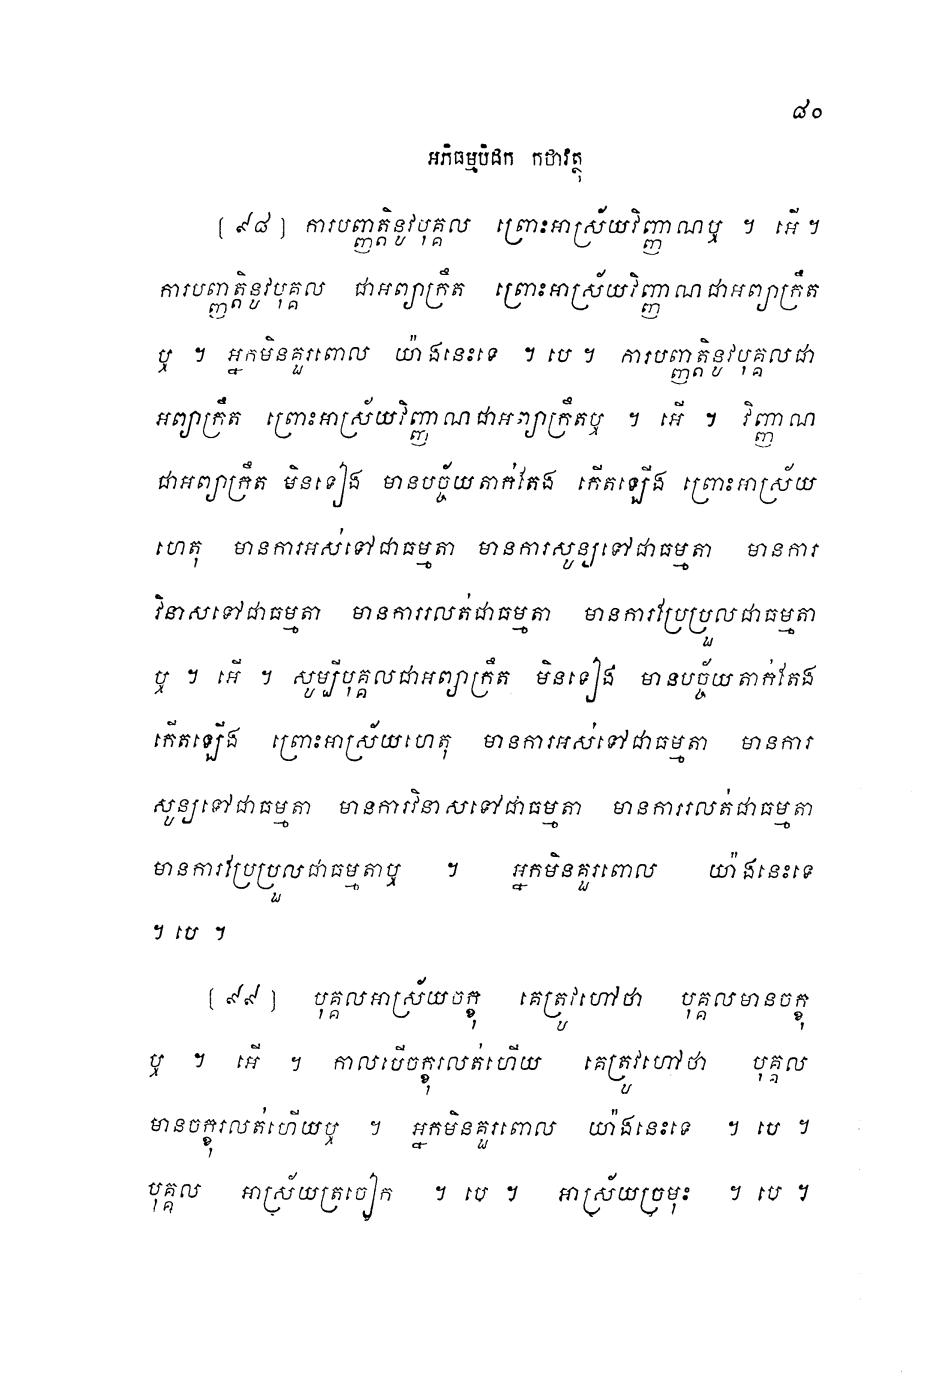 ៨០
អភិធម្មបិដក កថាវត្ថុ
[៩៨] ការបញ្ញត្តិនូវបុគ្គល ព្រោះអាស្រ័យវិញ្ញាណឬ ។ អើ ។
ការបញ្ញត្តិនូវបុគ្គល ជាអព្យាក្រឹត ព្រោះអាស្រ័យវិញ្ញាណជាអព្យាក្រឹត
ឬ ។ អ្នកមិនគួរពោល យ៉ាងនេះទេ ។ បេ ។ ការបញ្ញត្តិនូវបុគ្គលជា
អព្យាក្រឹត ព្រោះអាស្រ័យវិញ្ញាណជាអព្យាក្រឹតឬ ។ អើ ។ វិញ្ញាណ
ជាអព្យាក្រឹត មិនទៀង មានបច្ច័យតាក់តែង កើតឡើង ព្រោះអាស្រ័យ
ហេតុ មានការអស់ទៅជាធម្មតា មានការសូន្យទៅជាធម្មតា មានការ
វិនាសទៅជាធម្មតា មានការរលត់ជាធម្មតា មានការប្រែប្រួលជាធម្មតា
ឬ ។ អើ ។ សូម្បីបុគ្គលជាអព្យាក្រឹត មិនទៀង មានបច្ច័យតាក់តែង
កើតឡើង ព្រោះអាស្រ័យហេតុ មានការអស់ទៅជាធម្មតា មានការ
សូន្យទៅជាធម្មតា មានការវិនាសទៅជាធម្មតា មានការរលត់ជាធម្មតា
មានការប្រែប្រួលជាធម្មតាឬ ។ អ្នកមិនគួរពោល យ៉ាងនេះទេ
។ បេ ។
[៩៩] បុគ្គលអាស្រ័យចក្ខុ គេត្រូវហៅថា បុគ្គលមានចក្ខុ
ឬ ។ អើ ។ កាលបើចក្ខុរលត់ហើយ គេត្រូវហៅថា បុគ្គល
មានចក្ខុរលត់ហើយឬ ។ អ្នកមិនគួរពោល យ៉ាងនេះទេ ។ បេ ។
បុគ្គល អាស្រ័យត្រចៀក ។ បេ ។ អាស្រ័យច្រមុះ ។ បេ ។